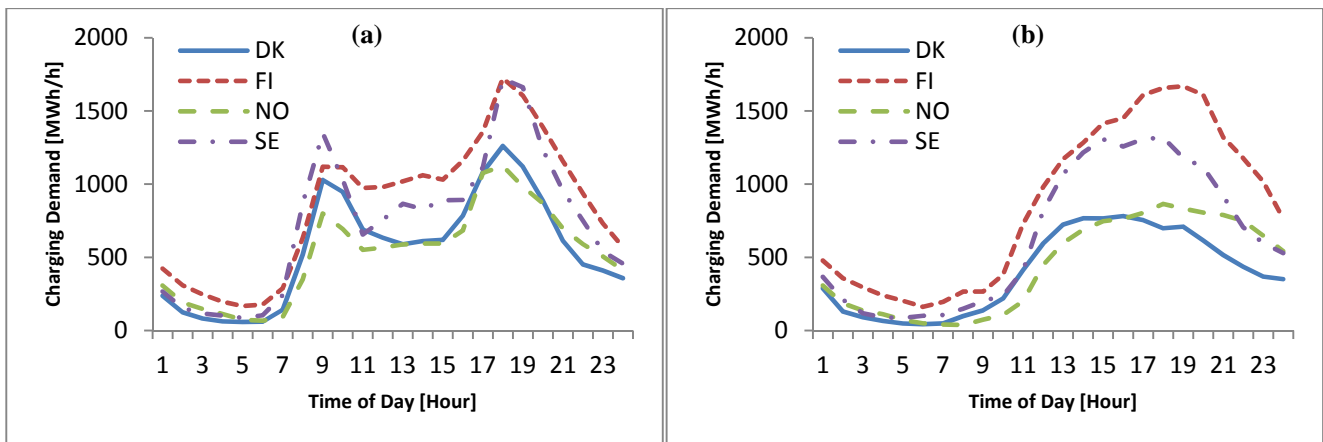 (a)
2000
1500
1000
500
0
Charging Demand [MWh/h]
DK
FI
NO
SE
1 3 5 7 9 11 13 15 17 19 21 23
Time of Day [Hour]
(b)
2000
1500
1000
500
0
Charging Demand [MWh/h]
DK
FI
NO
SE
1 3 5 7 9 11 13 15 17 19 21 23
Time of Day [Hour]